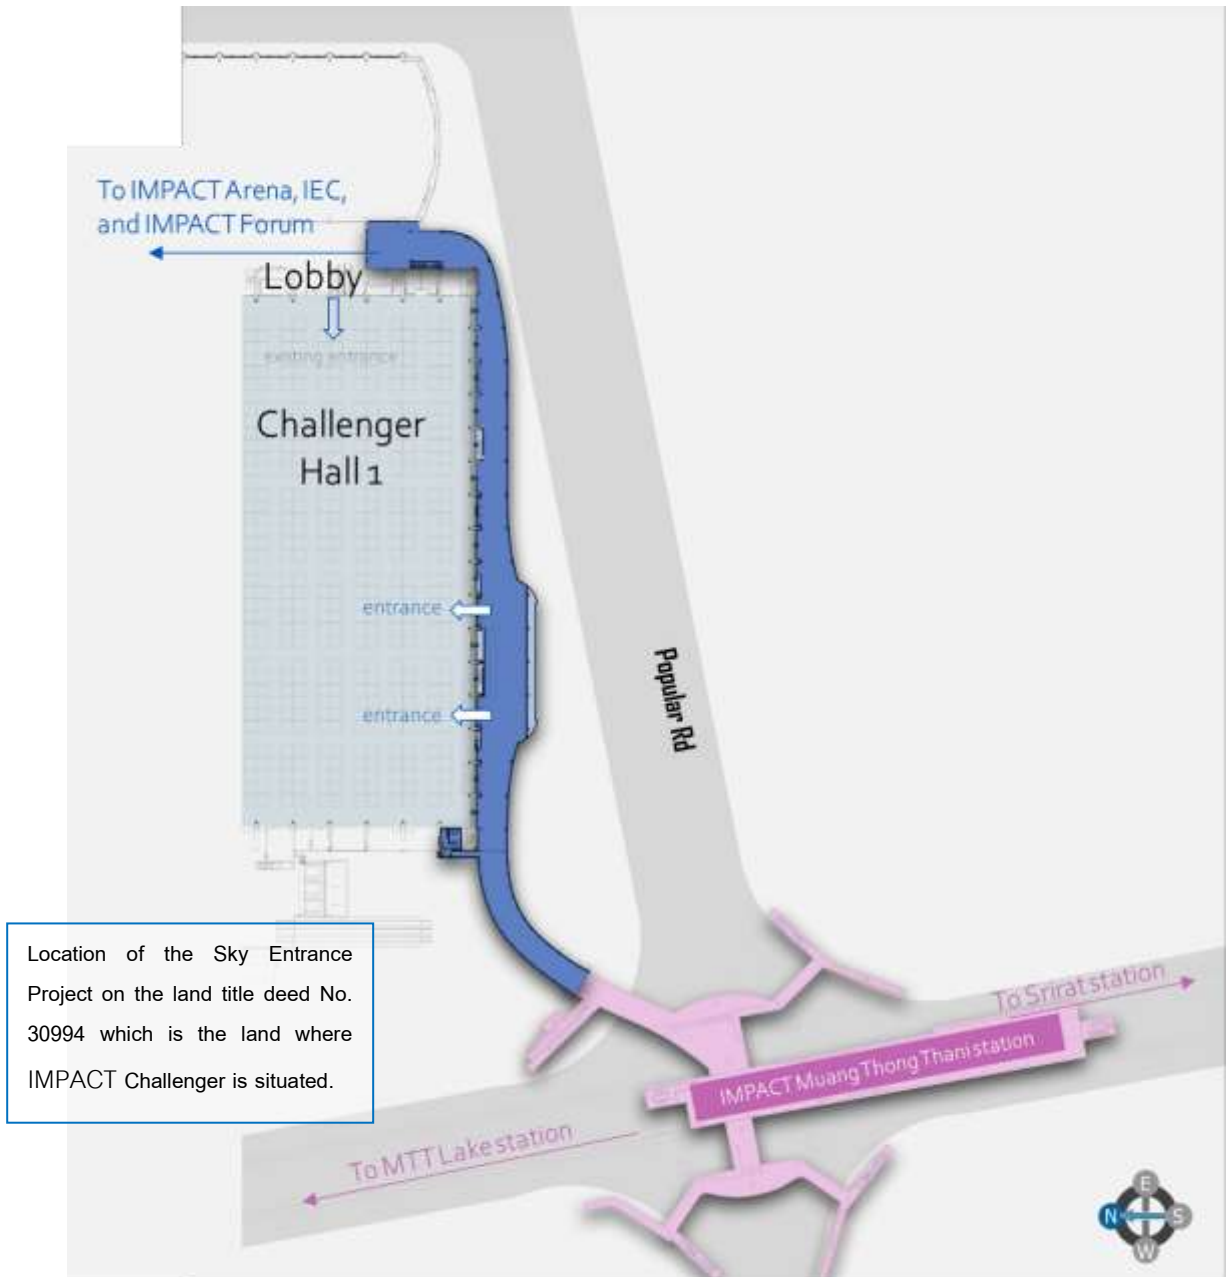 To IMPACT Arena, IEC,
and IMPACT Forum
Lobby
existing entrance
Challenger
Hall 1
entrance
entrance
Popular Rd
Location of the Sky Entrance
Project on the land title deed No.
30994 which is the land where
IMPACT Challenger is situated.
To Srirat station
IMPACT Muang Thong Thani station
To MTT Lake station
E
N
S
W